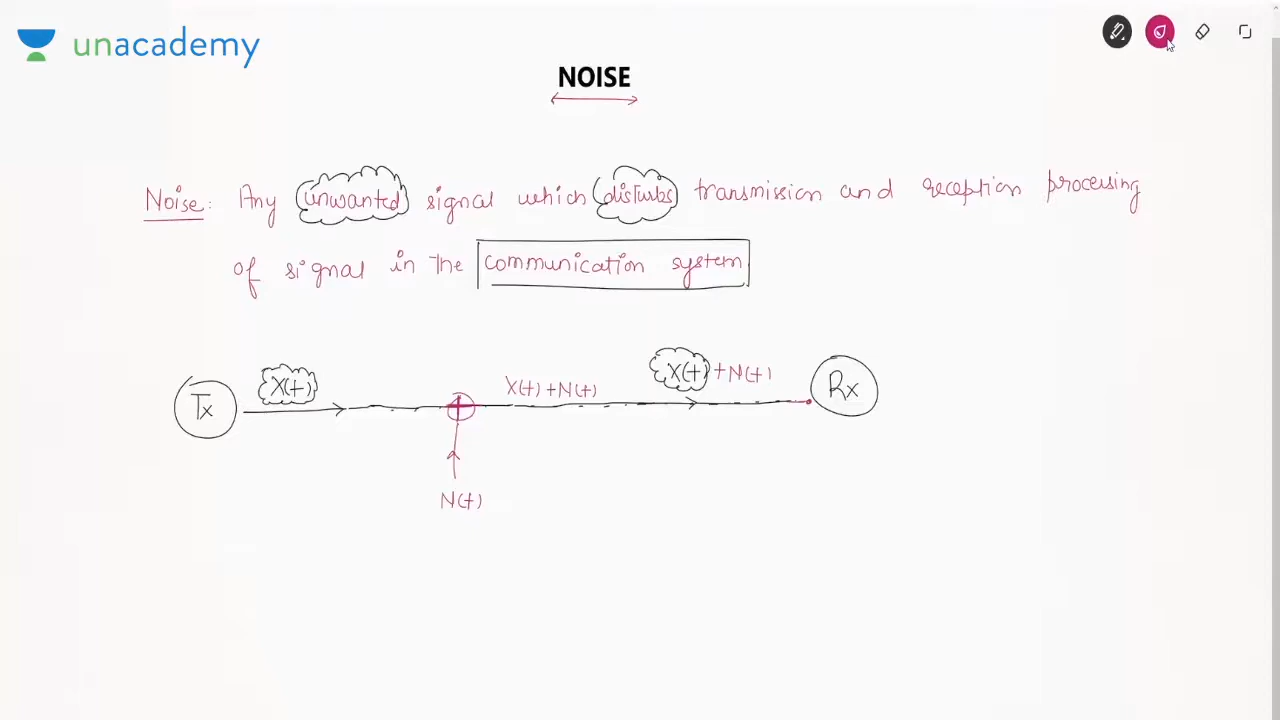 unacademy
NOISE
Noise: Any unwanted signal which disturbs transmission and reception processing
of signal in the communication system
X(t)
X(t) + N(t)
X(t) + N(t)
Tx
Rx
N(t)